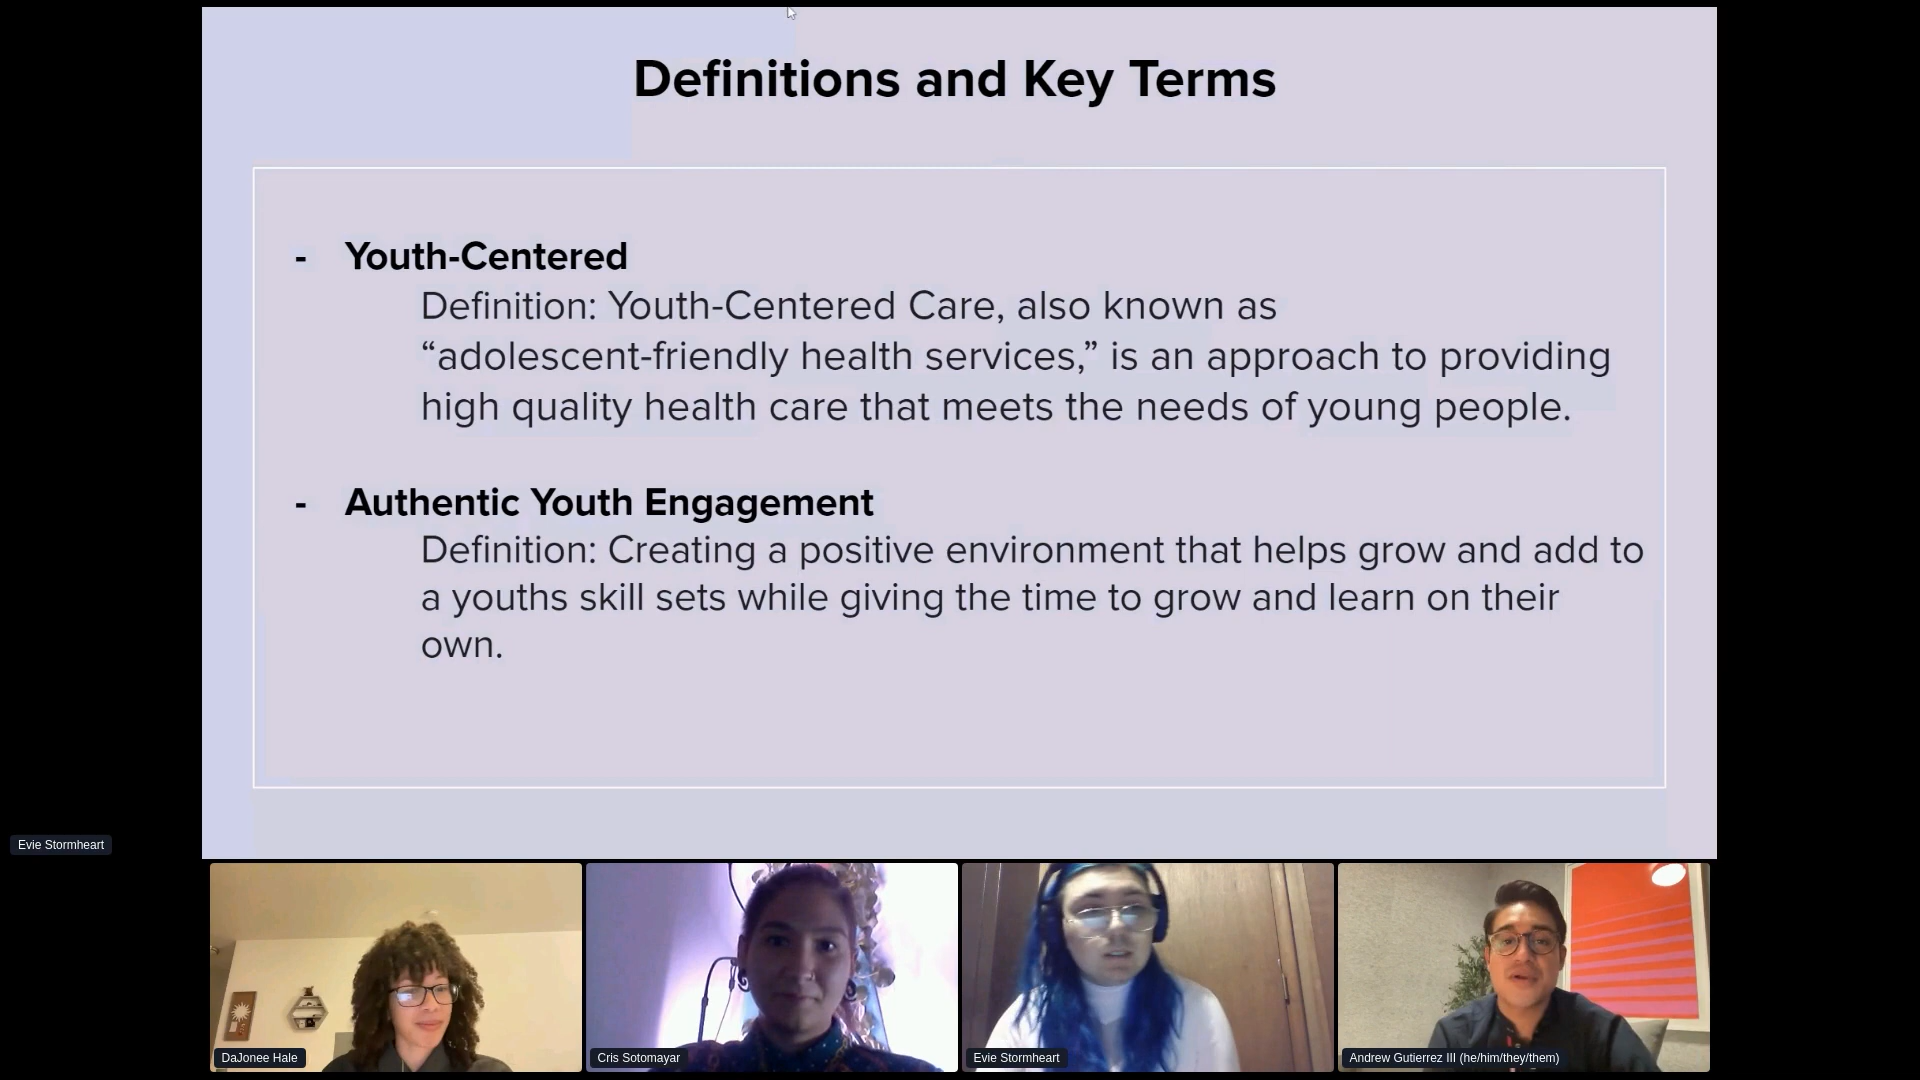 Definitions and Key Terms
- Youth-Centered
Definition: Youth-Centered Care, also known as
“adolescent-friendly health services,” is an approach to providing
high quality health care that meets the needs of young people.
- Authentic Youth Engagement
Definition: Creating a positive environment that helps grow and add to
a youths skill sets while giving the time to grow and learn on their
own.
Evie Stormheart
DaJonee Hale
Cris Sotomayar
Evie Stormheart
Andrew Gutierrez III (he/him/they/them)